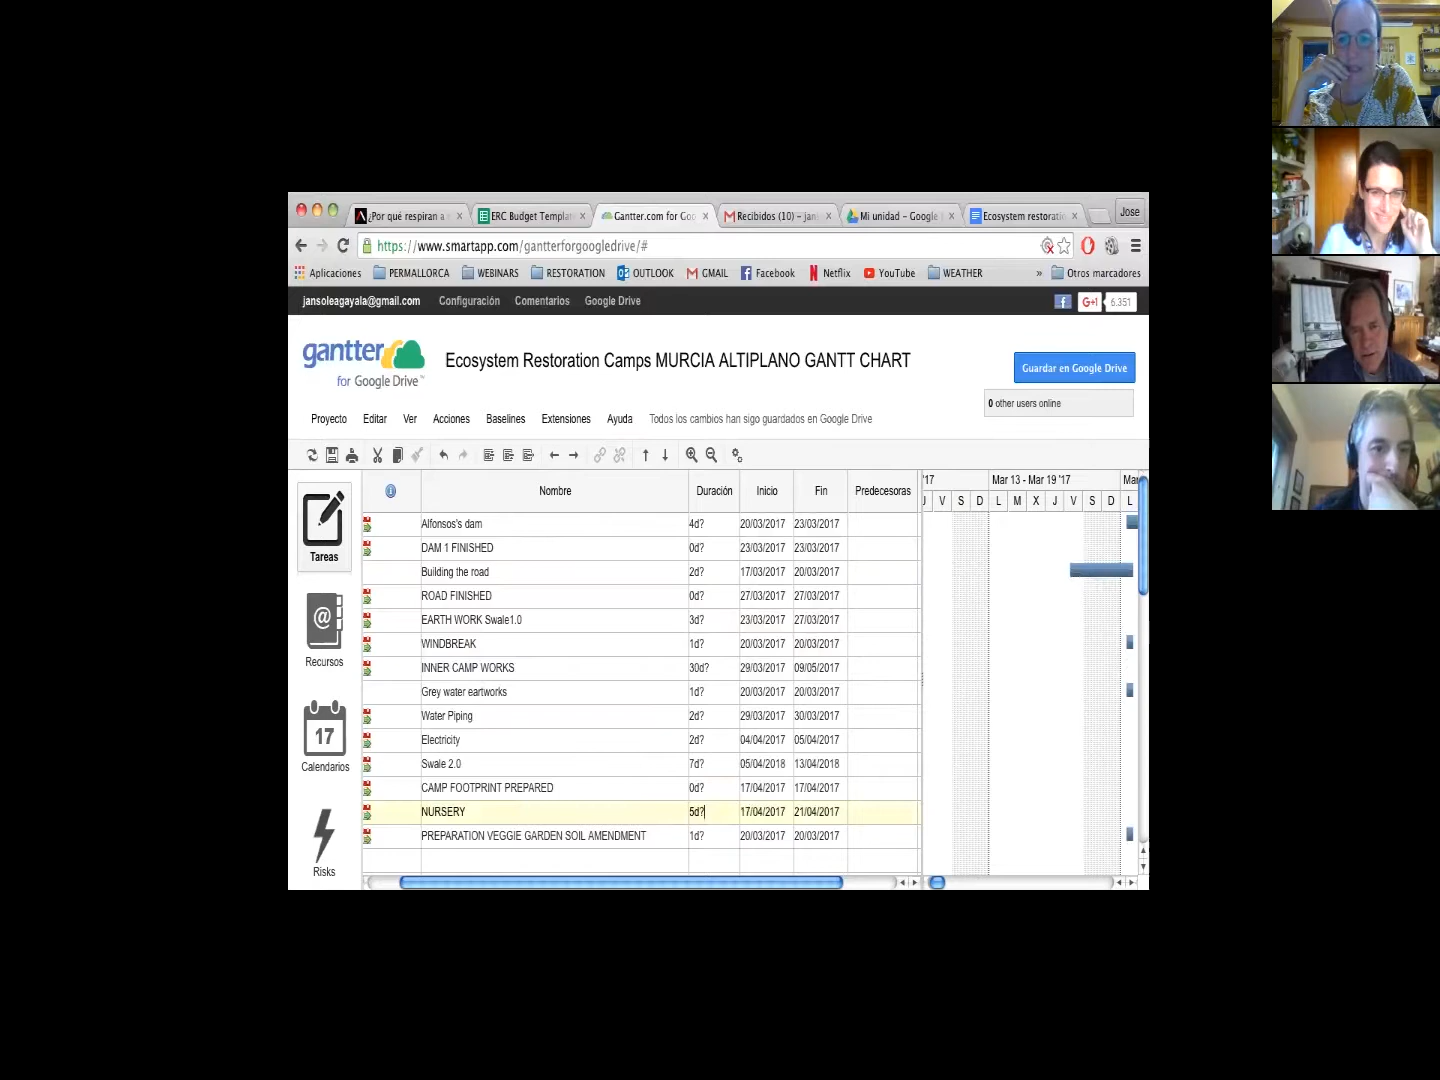 ¿Por qué respiran a
ERC Budget Templat
Gantter.com for Goo
Recibidos (10) – jan
Mi unidad – Google
Ecosystem restorati
Jose
https://www.smartapp.com/gantterforgoogledrive/#
Aplicaciones PERMALLORCA WEBINARS RESTORATION OUTLOOK GMAIL Facebook Netflix YouTube WEATHER » Otros marcadores
jansoleagayala@gmail.com Configuración Comentarios Google Drive G+1 6.351
gantter
for Google Drive™
Ecosystem Restoration Camps MURCIA ALTIPLANO GANTT CHART
Guardar en Google Drive
0 other users online
Proyecto Editar Ver Acciones Baselines Extensiones Ayuda Todos los cambios han sigo guardados en Google Drive
Tareas
Recursos
17
Calendarios
Risks
Nombre Duración Inicio Fin Predecesoras
'17 Mar 13 - Mar 19 '17 Mar
J V S D L M X J V S D L
Alfonsos's dam 4d? 20/03/2017 23/03/2017
DAM 1 FINISHED 0d? 23/03/2017 23/03/2017
Building the road 2d? 17/03/2017 20/03/2017
ROAD FINISHED 0d? 27/03/2017 27/03/2017
EARTH WORK Swale1.0 3d? 23/03/2017 27/03/2017
WINDBREAK 1d? 20/03/2017 20/03/2017
INNER CAMP WORKS 30d? 29/03/2017 09/05/2017
Grey water eartworks 1d? 20/03/2017 20/03/2017
Water Piping 2d? 29/03/2017 30/03/2017
Electricity 2d? 04/04/2017 05/04/2017
Swale 2.0 7d? 05/04/2018 13/04/2018
CAMP FOOTPRINT PREPARED 0d? 17/04/2017 17/04/2017
NURSERY 5d? 17/04/2017 21/04/2017
PREPARATION VEGGIE GARDEN SOIL AMENDMENT 1d? 20/03/2017 20/03/2017